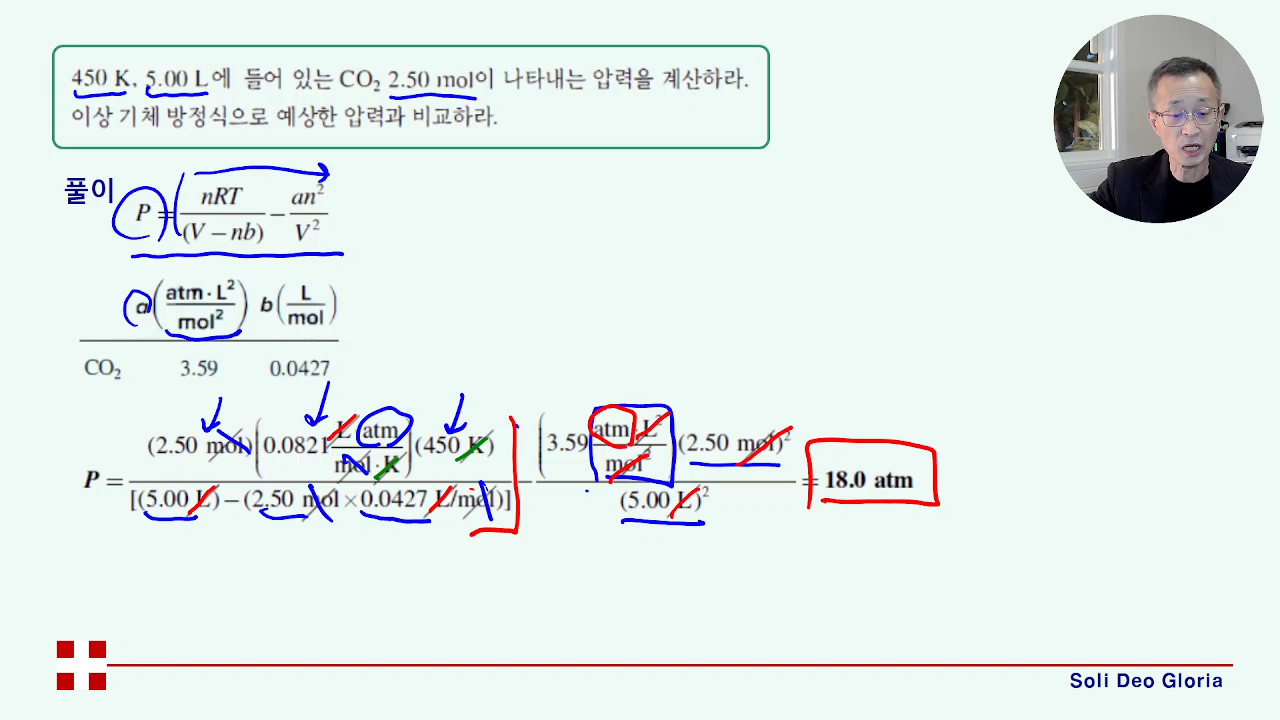 450 K, 5.00 L에 들어 있는 CO₂ 2.50 mol이 나타내는 압력을 계산하라.
이상 기체 방정식으로 예상한 압력과 비교하라.
풀이
P = nRT/(V − nb) − an²/V²
a (atm·L²/mol²) b (L/mol)
CO₂ 3.59 0.0427
P = (2.50 mol)(0.0821 L·atm/mol·K)(450 K)/[(5.00 L) − (2.50 mol × 0.0427 L/mol)] − (3.59 atm·L²/mol²)(2.50 mol)²/(5.00 L)² = 18.0 atm
Soli Deo Gloria